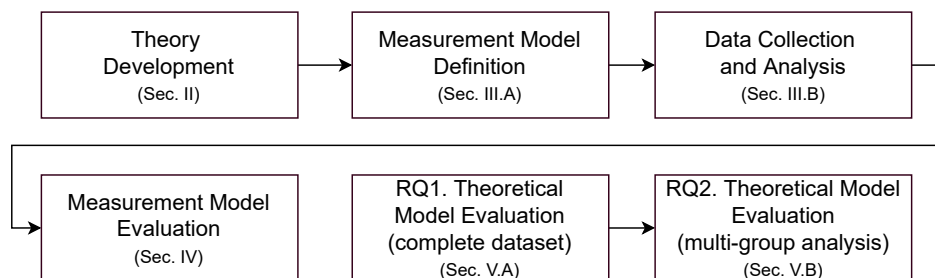 Theory
Development
(Sec. II)
Measurement Model
Definition
(Sec. III.A)
Data Collection
and Analysis
(Sec. III.B)
Measurement Model
Evaluation
(Sec. IV)
RQ1. Theoretical
Model Evaluation
(complete dataset)
(Sec. V.A)
RQ2. Theoretical Model
Evaluation
(multi-group analysis)
(Sec. V.B)